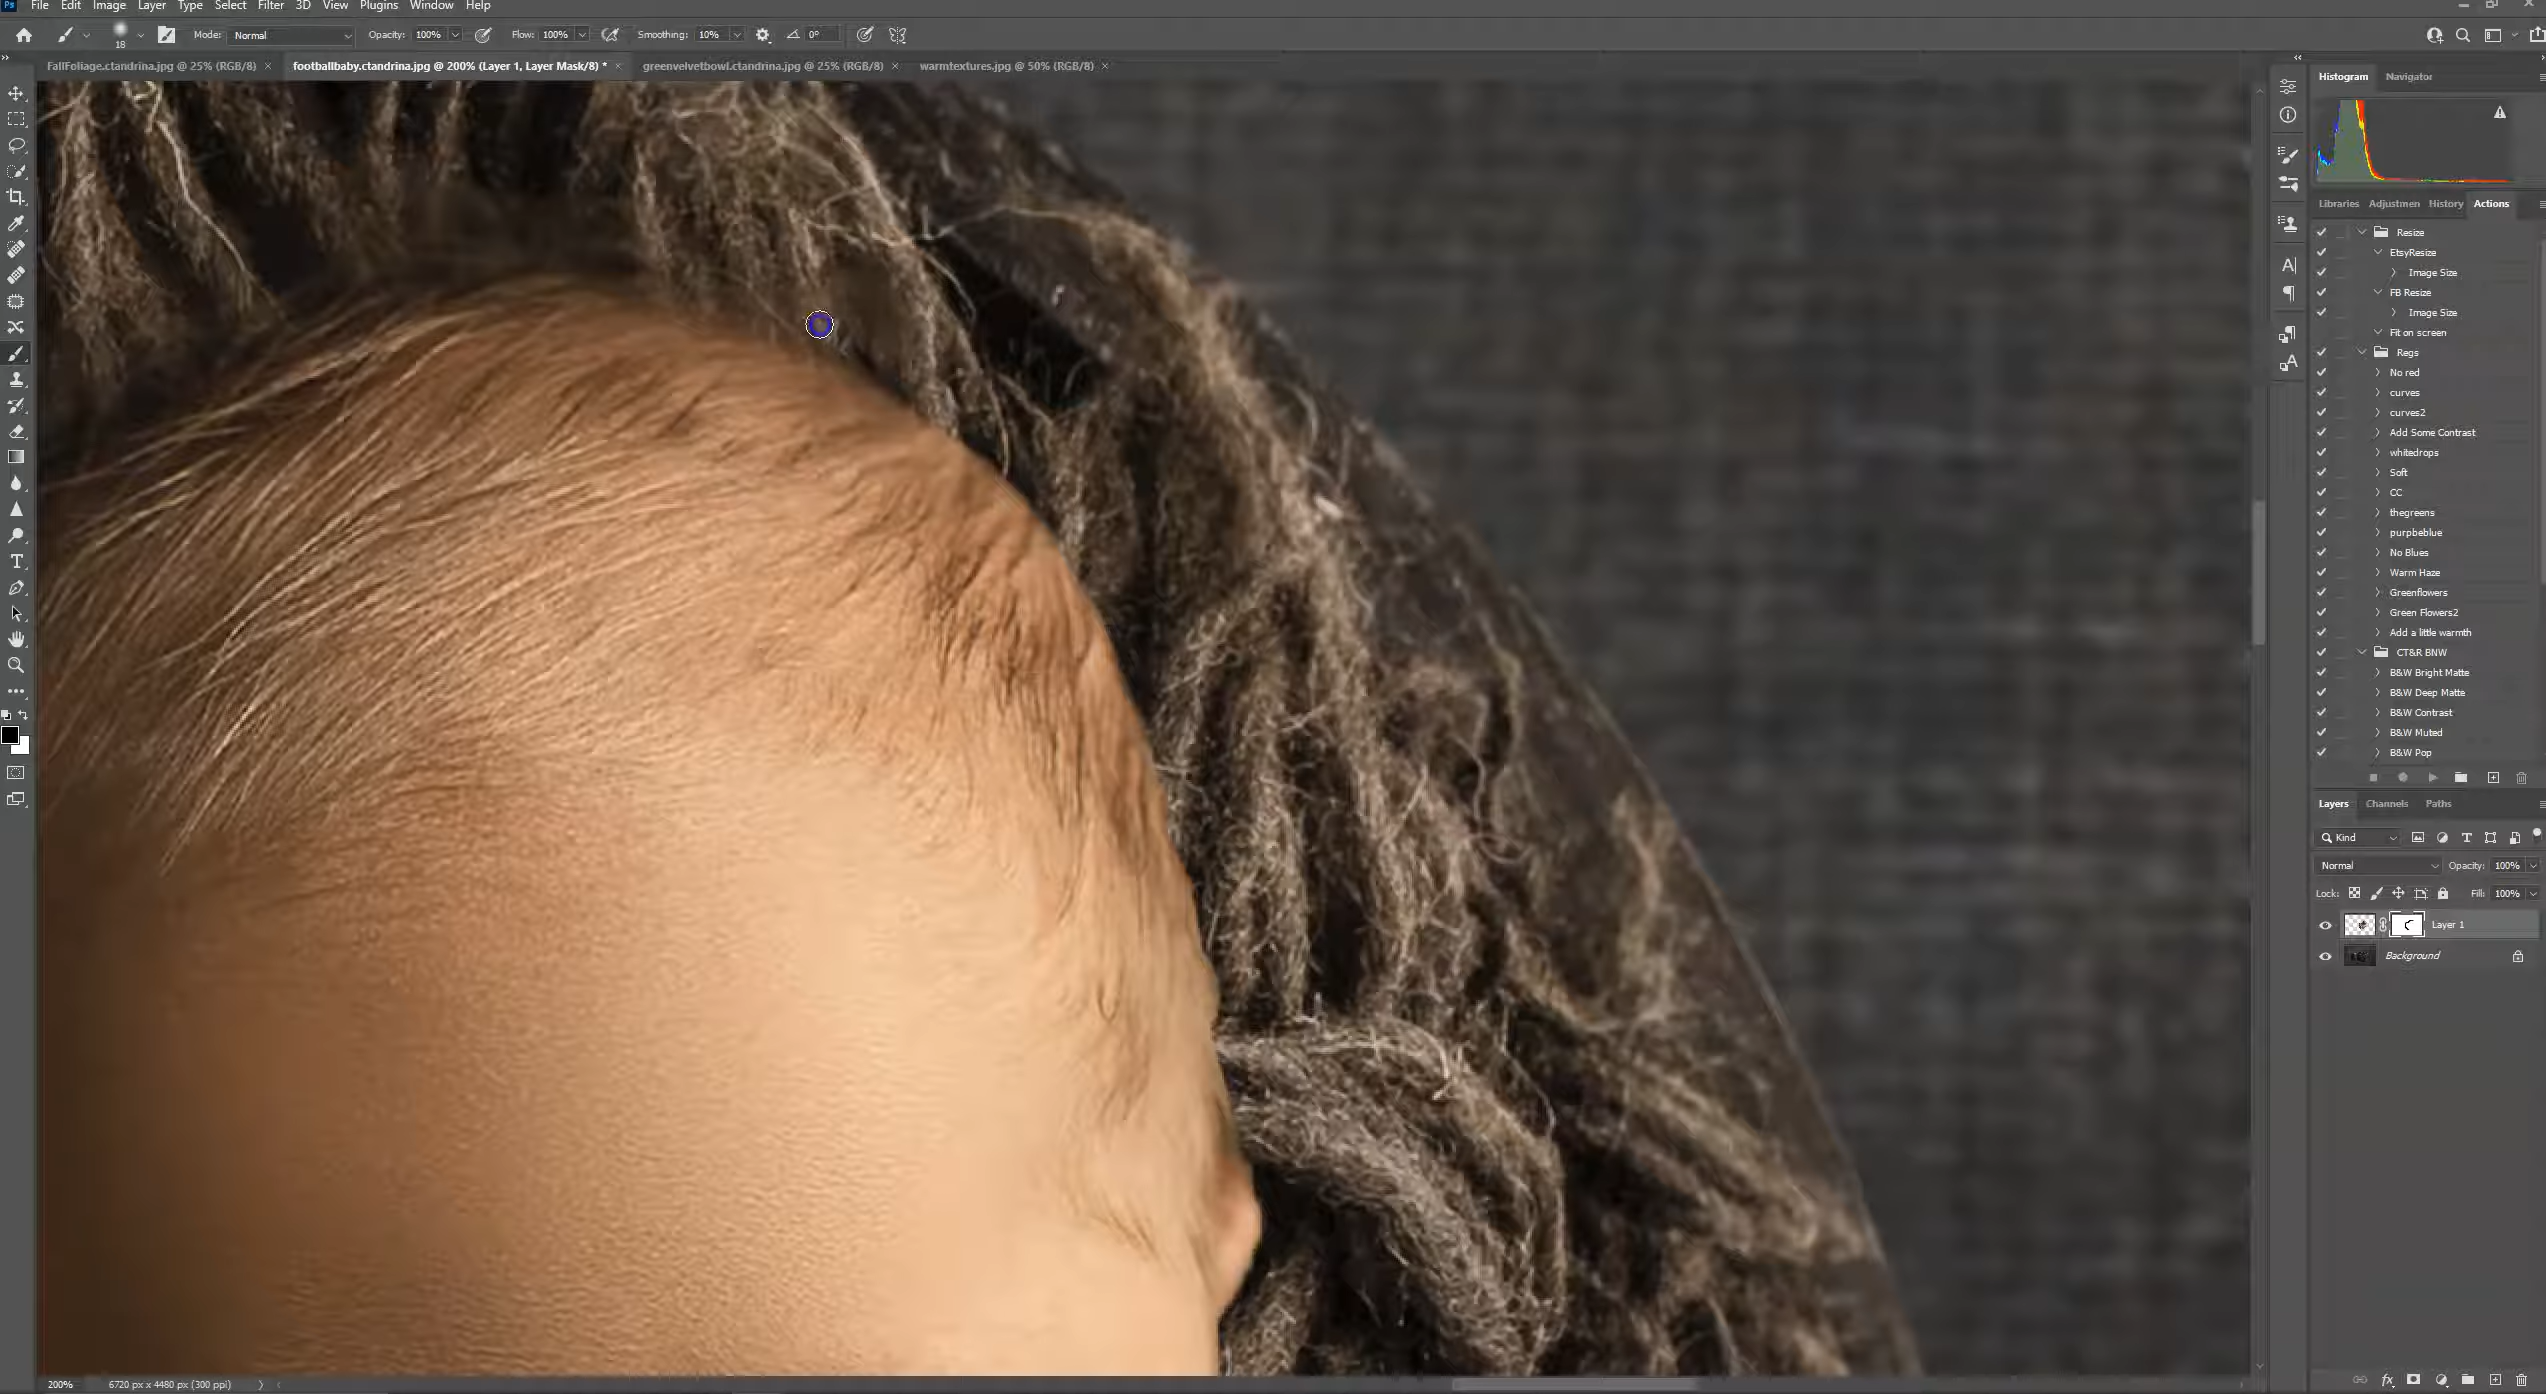 Ps File Edit Image Layer Type Select Filter 3D View Plugins Window Help
18 Mode: Normal Opacity: 100% Flow: 100% Smoothing: 10% 0°
FallFoliage.ctandrina.jpg @ 25% (RGB/8) × footballbaby.ctandrina.jpg @ 200% (Layer 1, Layer Mask/8) * × greenvelvetbowl.ctandrina.jpg @ 25% (RGB/8) × warmtextures.jpg @ 50% (RGB/8) ×
Histogram Navigator
Libraries Adjustmen History Actions
Resize
EtsyResize
Image Size
FB Resize
Image Size
Fit on screen
Regs
No red
curves
curves2
Add Some Contrast
whitedrops
Soft
CC
thegreens
purpbeblue
No Blues
Warm Haze
Greenflowers
Green Flowers2
Add a little warmth
CT&R BNW
B&W Bright Matte
B&W Deep Matte
B&W Contrast
B&W Muted
B&W Pop
Layers Channels Paths
Kind
Normal Opacity: 100%
Lock: Fill: 100%
Layer 1
Background
200% 6720 px x 4480 px (300 ppi)